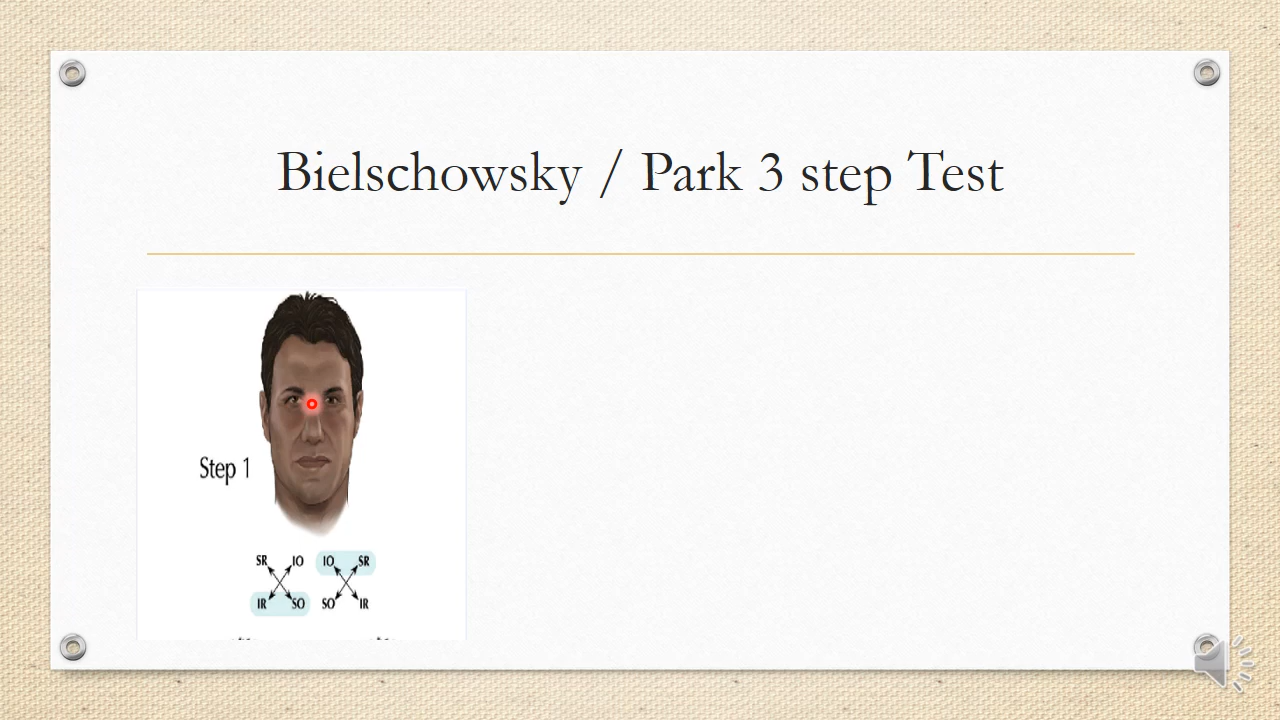 Bielschowsky / Park 3 step Test
Step 1
SR IO IO SR
IR SO SO IR